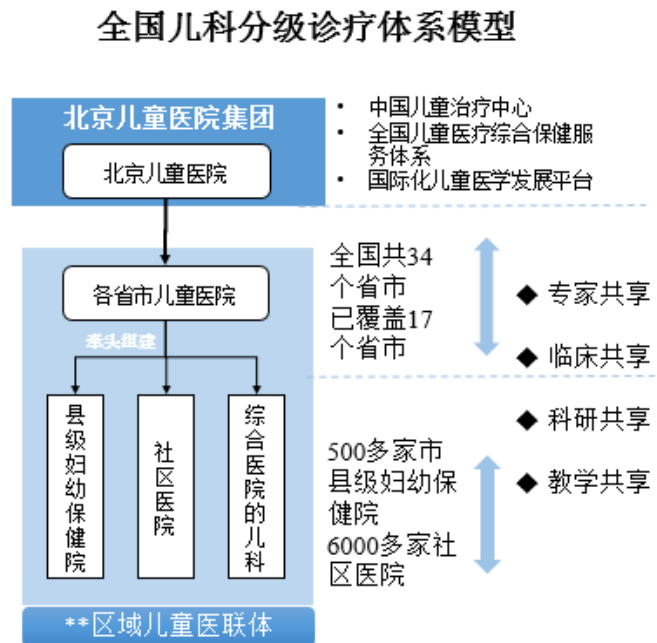 全国儿科分级诊疗体系模型
北京儿童医院集团
北京儿童医院
• 中国儿童治疗中心
• 全国儿童医疗综合保健服
务体系
• 国际化儿童医学发展平台
各省市儿童医院
牵头组建
县级妇幼保健院
社区医院
综合医院的儿科
**区域儿童医联体
全国共34
个省市
已覆盖17
个省市
500多家市
县级妇幼保
健院
6000多家社
区医院
◆ 专家共享
◆ 临床共享
◆ 科研共享
◆ 教学共享